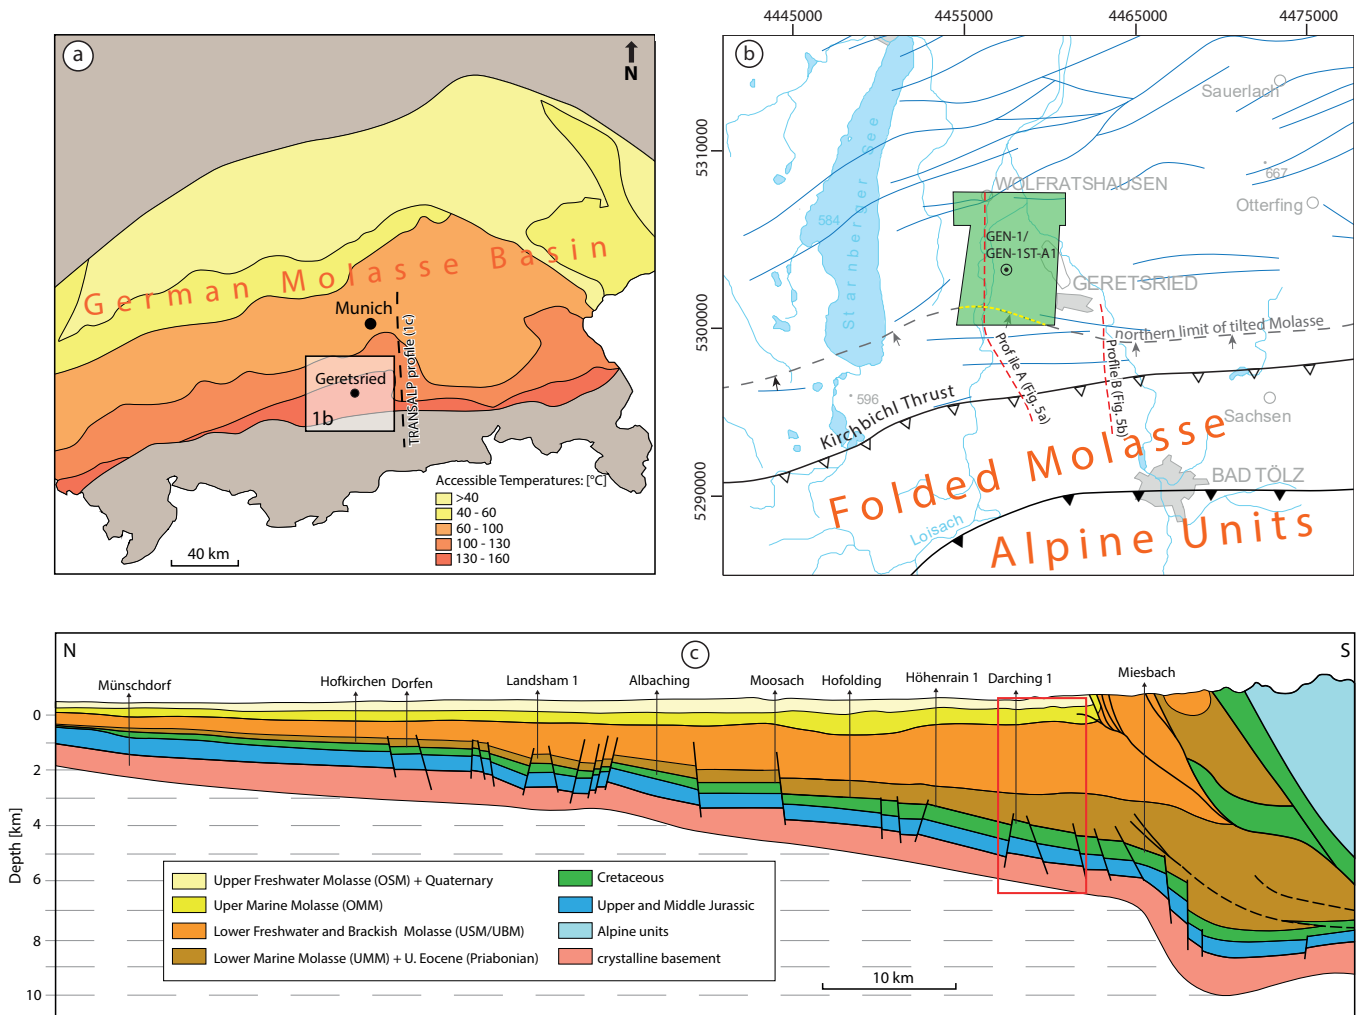 a
N
German Molasse Basin
Munich
Geretsried
1b
TRANSALP profile (1c)
Accessible Temperatures: [°C]
>40
40 - 60
60 - 100
100 - 130
130 - 160
40 km
4445000
4455000
4465000
4475000
5310000
5300000
5290000
b
Sauerlach
667
Otterfing
WOLFRATSHAUSEN
584
Starnberger See
GEN-1/
GEN-1ST-A1
GERETSRIED
northern limit of tilted Molasse
Profile A (Fig. 5a)
Profile B (Fig. 5b)
596
Kirchbichl Thrust
Sachsen
Folded Molasse
BAD TÖLZ
Loisach
Alpine Units
N
c
S
Münschdorf
Hofkirchen
Dorfen
Landsham 1
Albaching
Moosach
Hofolding
Höhenrain 1
Darching 1
Miesbach
Depth [km]
0
2
4
6
8
10
Upper Freshwater Molasse (OSM) + Quaternary
Uper Marine Molasse (OMM)
Lower Freshwater and Brackish Molasse (USM/UBM)
Lower Marine Molasse (UMM) + U. Eocene (Priabonian)
Cretaceous
Upper and Middle Jurassic
Alpine units
crystalline basement
10 km